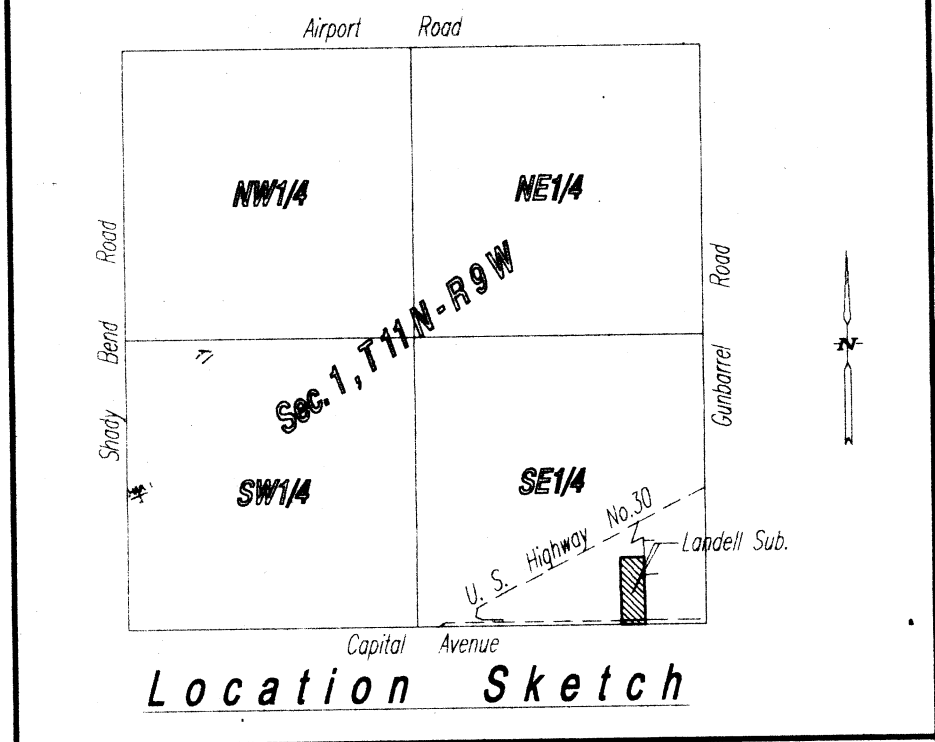 Airport Road
NW1/4
NE1/4
Shady Bend Road
Gunbarrel Road
Sec. 1, T11N-R9W
N
SW1/4
SE1/4
U. S. Highway No.30
Landell Sub.
Capital Avenue
Location Sketch